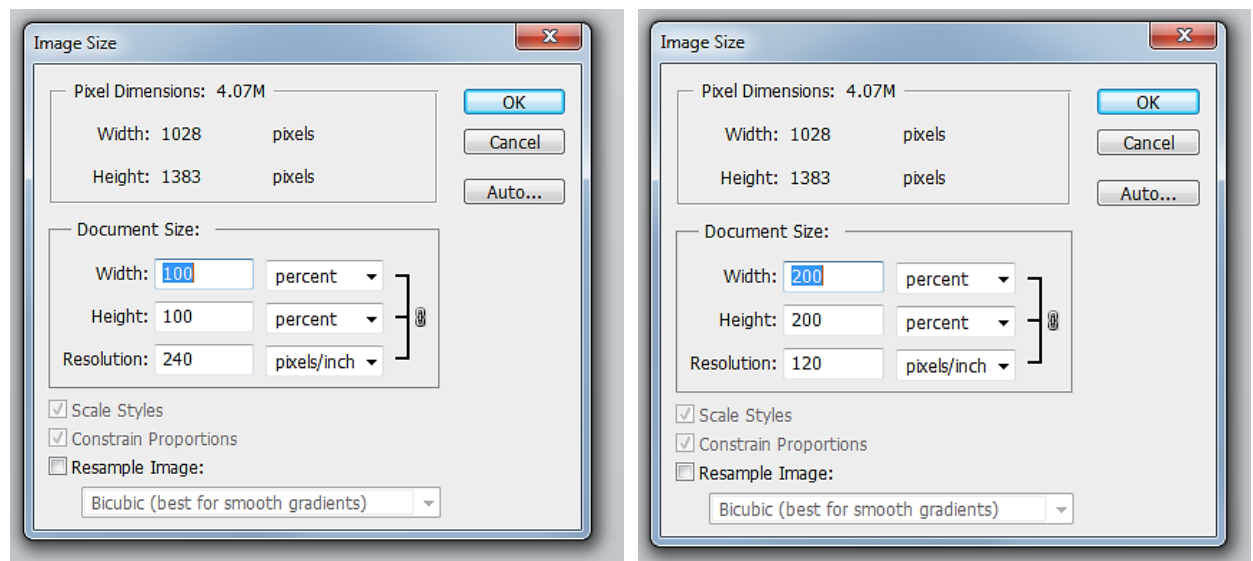 Image Size
Pixel Dimensions: 4.07M
Width: 1028 pixels
Height: 1383 pixels
OK
Cancel
Auto...
Document Size:
Width: 100 percent
Height: 100 percent
Resolution: 240 pixels/inch
Scale Styles
Constrain Proportions
Resample Image:
Bicubic (best for smooth gradients)
Image Size
Pixel Dimensions: 4.07M
Width: 1028 pixels
Height: 1383 pixels
OK
Cancel
Auto...
Document Size:
Width: 200 percent
Height: 200 percent
Resolution: 120 pixels/inch
Scale Styles
Constrain Proportions
Resample Image:
Bicubic (best for smooth gradients)